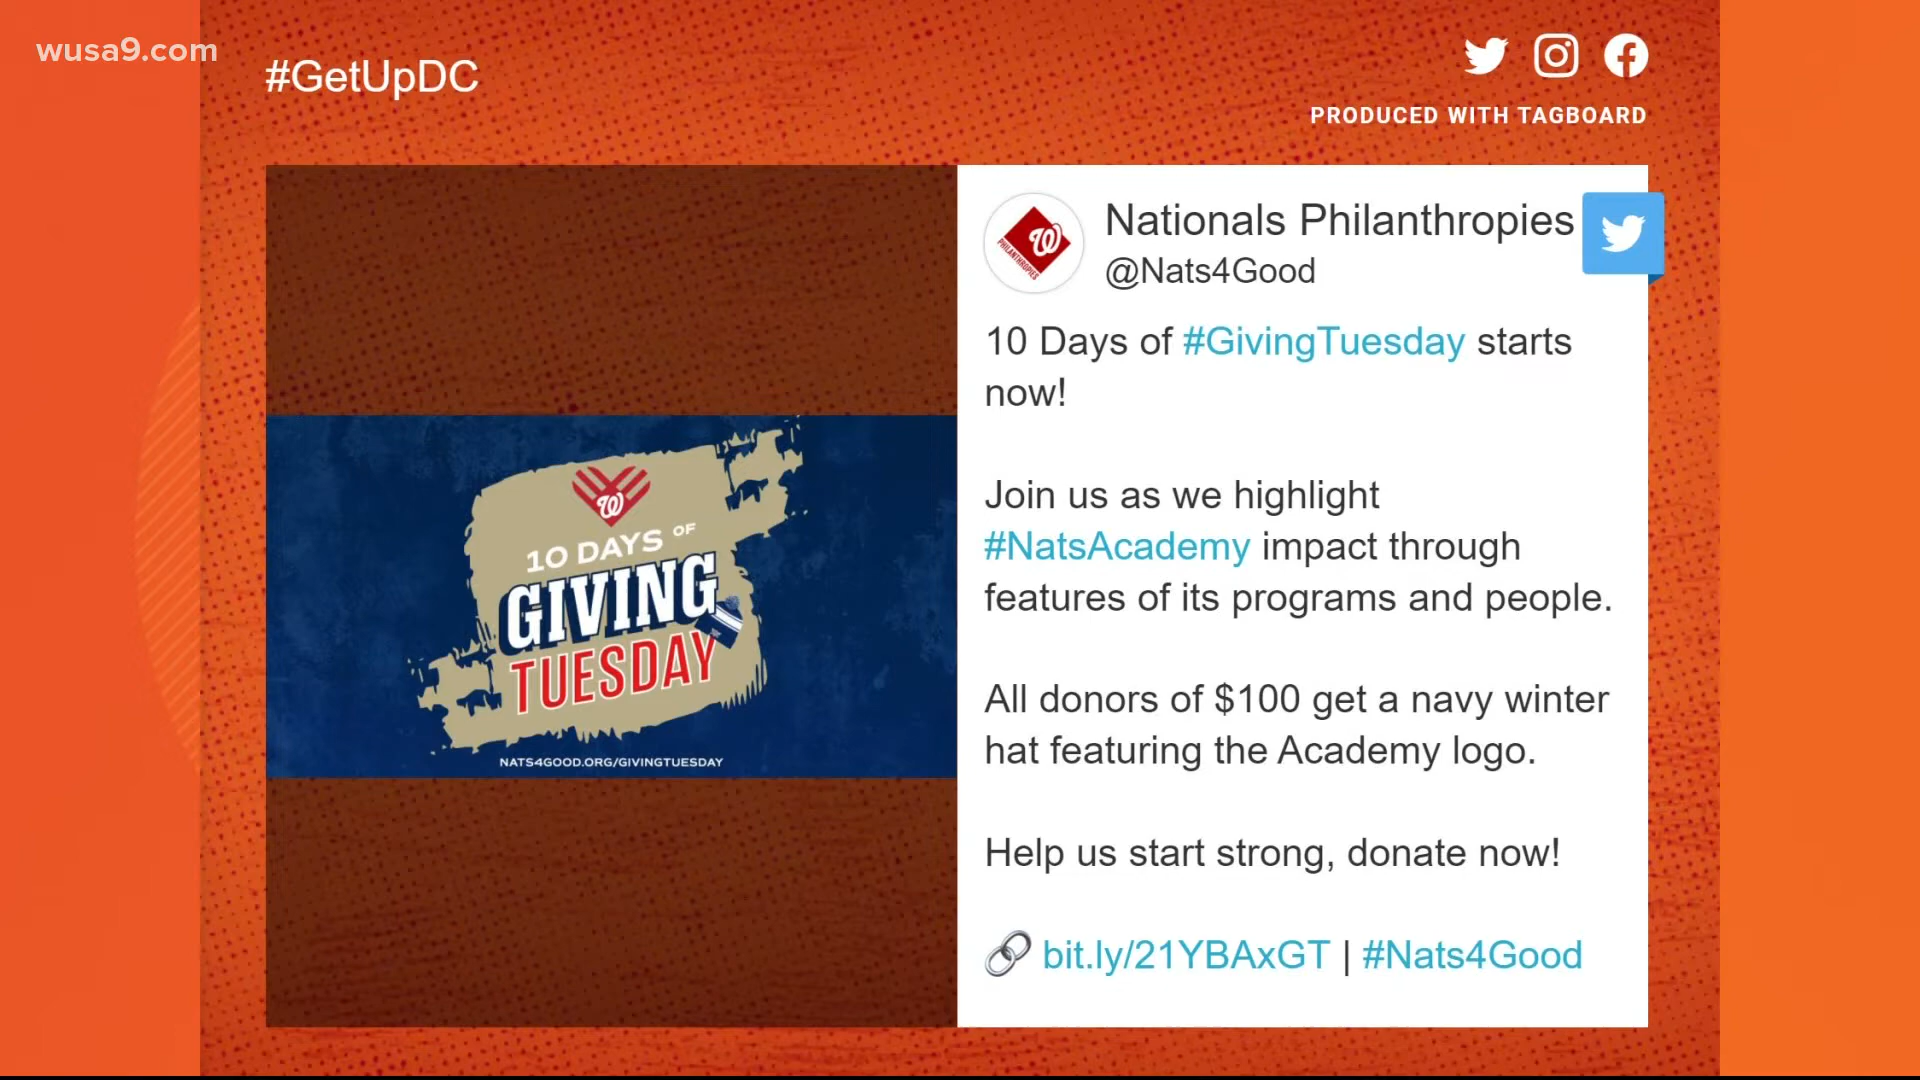 wusa9.com
#GetUpDC
PRODUCED WITH TAGBOARD
W
10 DAYS OF
GIVING
TUESDAY
NATS4GOOD.ORG/GIVINGTUESDAY
W
PHILANTHROPIES
Nationals Philanthropies
@Nats4Good
10 Days of #GivingTuesday starts
now!
Join us as we highlight
#NatsAcademy impact through
features of its programs and people.
All donors of $100 get a navy winter
hat featuring the Academy logo.
Help us start strong, donate now!
bit.ly/21YBAxGT | #Nats4Good